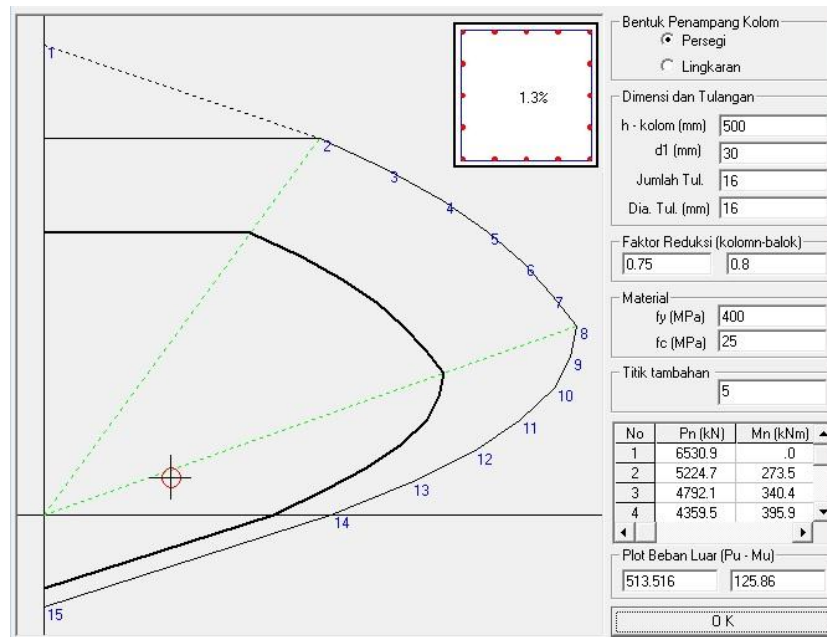 1
2
3
4
5
6
7
8
9
10
11
12
13
14
15
1.3%
Bentuk Penampang Kolom
Persegi
Lingkaran
Dimensi dan Tulangan
h - kolom (mm) 500
d1 (mm) 30
Jumlah Tul. 16
Dia. Tul. (mm) 16
Faktor Reduksi (kolomn-balok)
0.75 0.8
Material
fy (MPa) 400
fc (MPa) 25
Titik tambahan
5
No Pn (kN) Mn (kNm)
1 6530.9 .0
2 5224.7 273.5
3 4792.1 340.4
4 4359.5 395.9
Plot Beban Luar (Pu - Mu)
513.516 125.86
O K